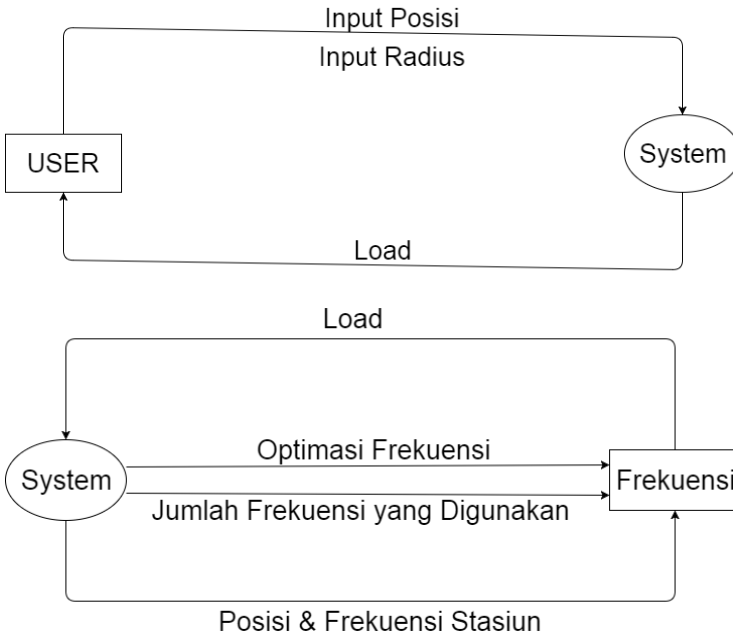 Input Posisi
Input Radius
USER
System
Load
Load
Optimasi Frekuensi
System
Frekuensi
Jumlah Frekuensi yang Digunakan
Posisi & Frekuensi Stasiun